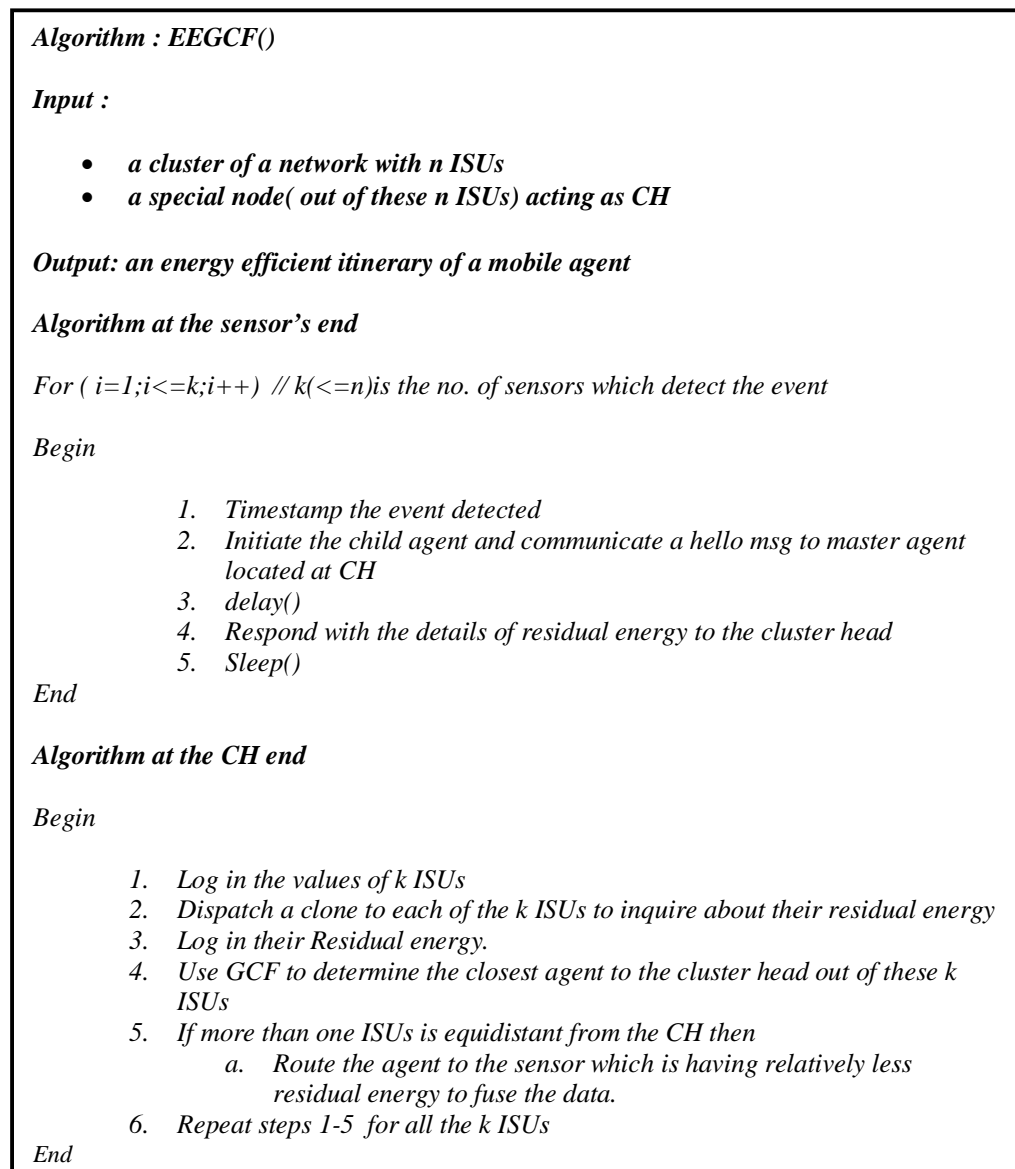 Algorithm : EEGCF()
Input :
• a cluster of a network with n ISUs
• a special node( out of these n ISUs) acting as CH
Output: an energy efficient itinerary of a mobile agent
Algorithm at the sensor's end
For ( i=1;i<=k;i++) // k(<=n)is the no. of sensors which detect the event
Begin
1. Timestamp the event detected
2. Initiate the child agent and communicate a hello msg to master agent
located at CH
3. delay()
4. Respond with the details of residual energy to the cluster head
5. Sleep()
End
Algorithm at the CH end
Begin
1. Log in the values of k ISUs
2. Dispatch a clone to each of the k ISUs to inquire about their residual energy
3. Log in their Residual energy.
4. Use GCF to determine the closest agent to the cluster head out of these k
ISUs
5. If more than one ISUs is equidistant from the CH then
a. Route the agent to the sensor which is having relatively less
residual energy to fuse the data.
6. Repeat steps 1-5 for all the k ISUs
End